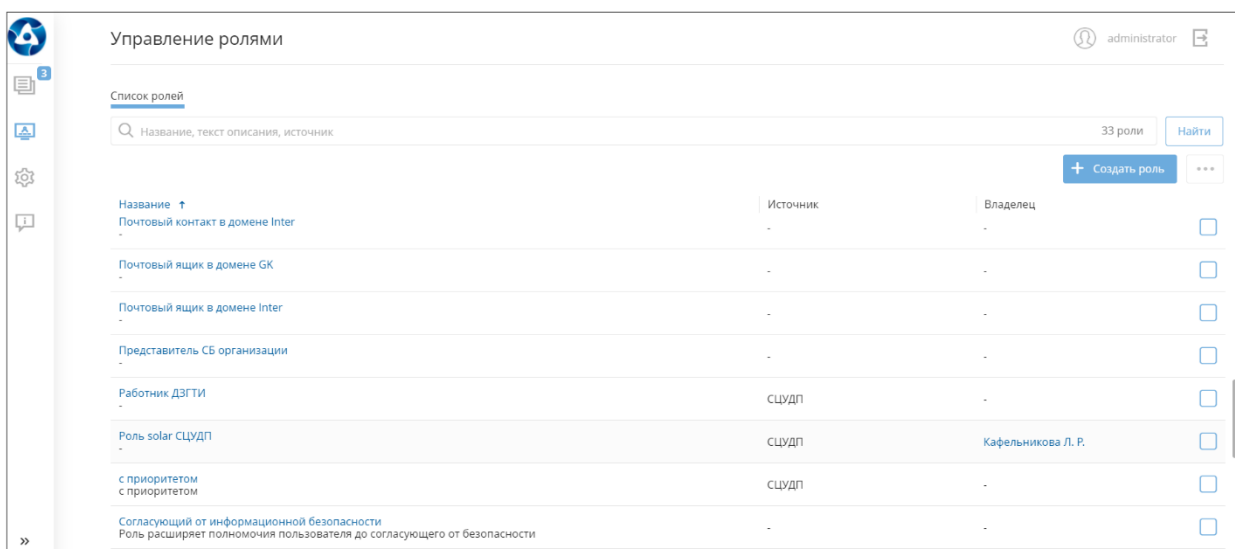 Управление ролями
administrator
3
Список ролей
Название, текст описания, источник
33 роли
Найти
+ Создать роль
...
Название ↑
Источник
Владелец
Почтовый контакт в домене Inter
-
-
-
Почтовый ящик в домене GK
-
-
-
Почтовый ящик в домене Inter
-
-
-
Представитель СБ организации
-
-
-
Работник ДЗГТИ
-
СЦУДП
-
Роль solar СЦУДП
-
СЦУДП
Кафельникова Л. Р.
с приоритетом
с приоритетом
СЦУДП
-
Согласующий от информационной безопасности
Роль расширяет полномочия пользователя до согласующего от безопасности
-
-
»